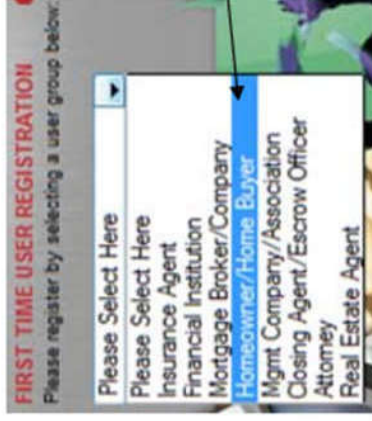 FIRST TIME USER REGISTRATION
Please register by selecting a user group below:
Please Select Here
Please Select Here
Insurance Agent
Financial Institution
Mortgage Broker/Company
Homeowner/Home Buyer
Mgmt Company/Association
Closing Agent/Escrow Officer
Attorney
Real Estate Agent